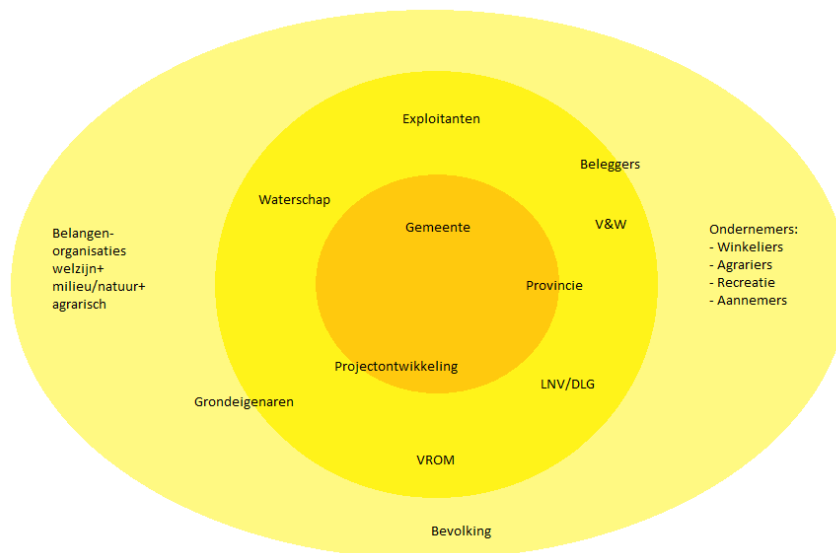 Exploitanten
Beleggers
Waterschap
Gemeente
V&W
Belangen-
organisaties
welzijn+
milieu/natuur+
agrarisch
Ondernemers:
- Winkeliers
- Agrariers
- Recreatie
- Aannemers
Provincie
Projectontwikkeling
LNV/DLG
Grondeigenaren
VROM
Bevolking